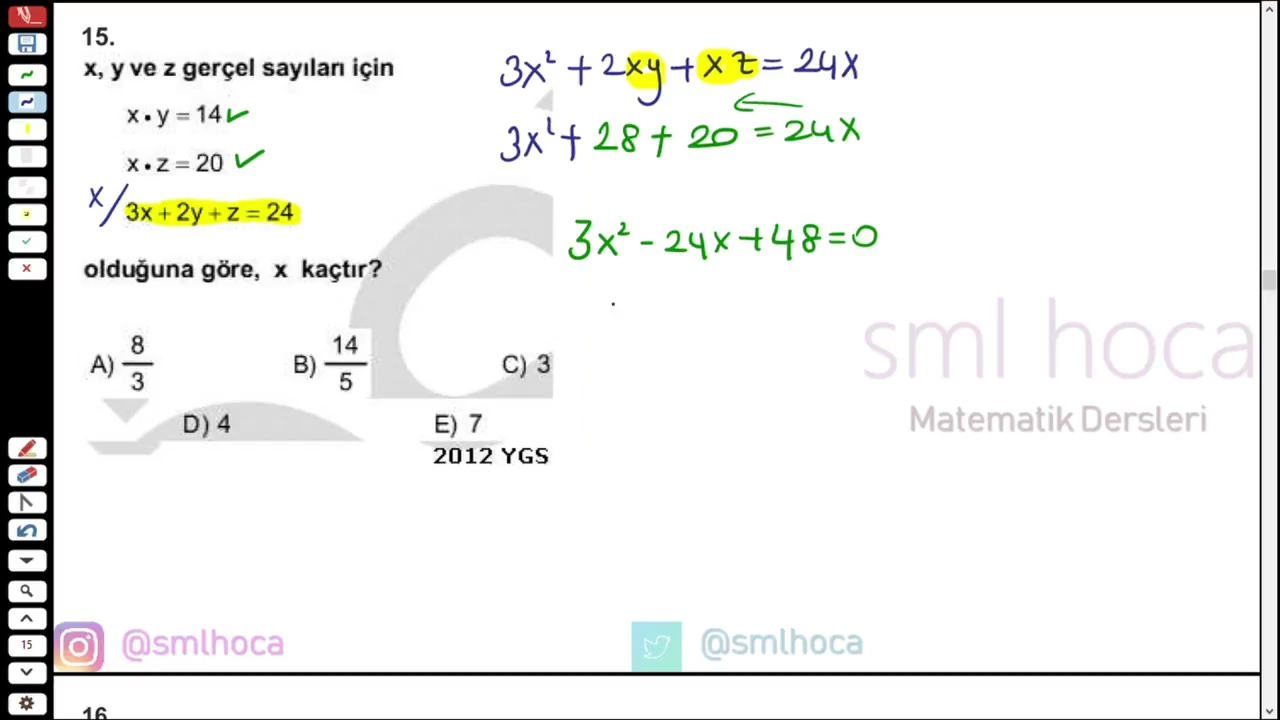 15.
x, y ve z gerçel sayıları için
x • y = 14
x • z = 20
x/ 3x + 2y + z = 24
olduğuna göre, x kaçtır?
A) 8/3
B) 14/5
C) 3
D) 4
E) 7
2012 YGS
3x² + 2xy + xz = 24x
3x² + 28 + 20 = 24x
3x² - 24x + 48 = 0
sml hoca
Matematik Dersleri
15
@smlhoca
@smlhoca
16